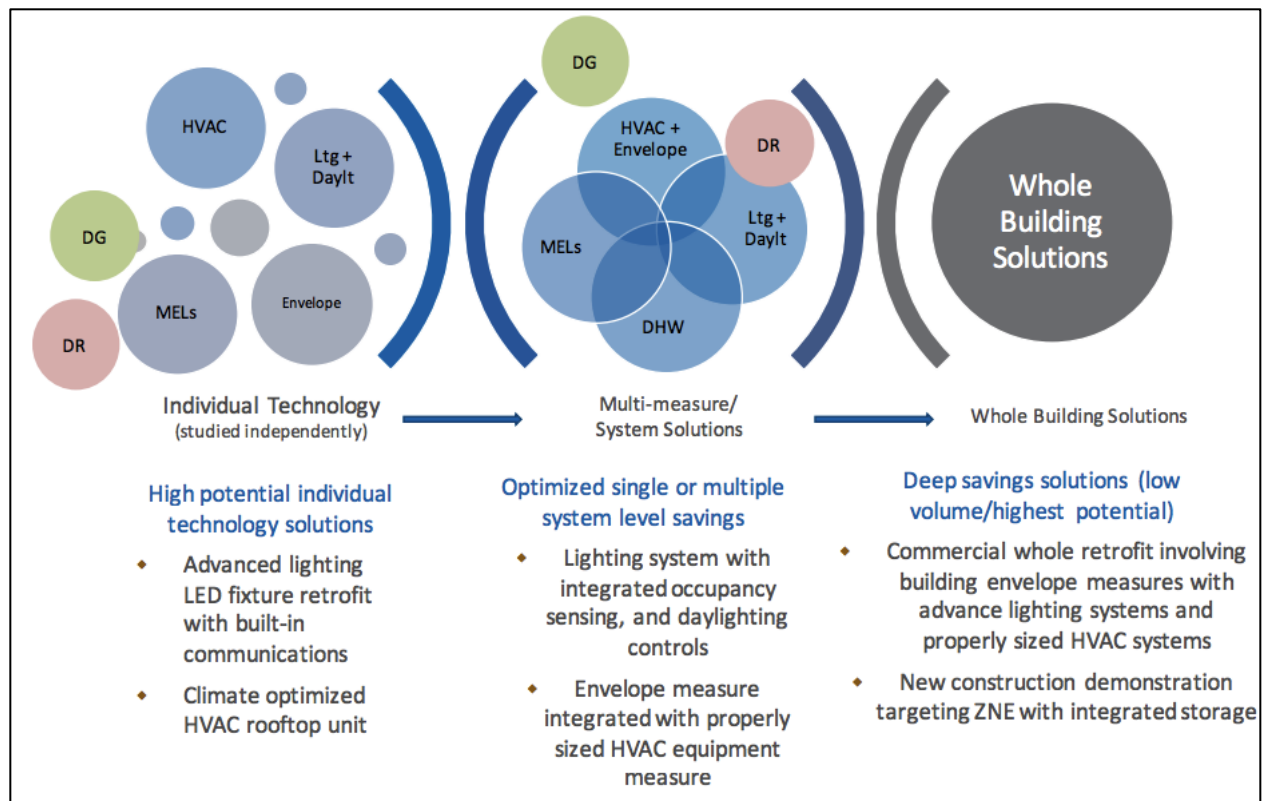 HVAC
Ltg +
Daylt
DG
MELs
Envelope
DR
DG
HVAC +
Envelope
DR
MELs
Ltg +
Daylt
DHW
Whole
Building
Solutions
Individual Technology
(studied independently)
Multi-measure/
System Solutions
Whole Building Solutions
High potential individual
technology solutions
Advanced lighting
LED fixture retrofit
with built-in
communications
Climate optimized
HVAC rooftop unit
Optimized single or multiple
system level savings
Lighting system with
integrated occupancy
sensing, and daylighting
controls
Envelope measure
integrated with properly
sized HVAC equipment
measure
Deep savings solutions (low
volume/highest potential)
Commercial whole retrofit involving
building envelope measures with
advance lighting systems and
properly sized HVAC systems
New construction demonstration
targeting ZNE with integrated storage